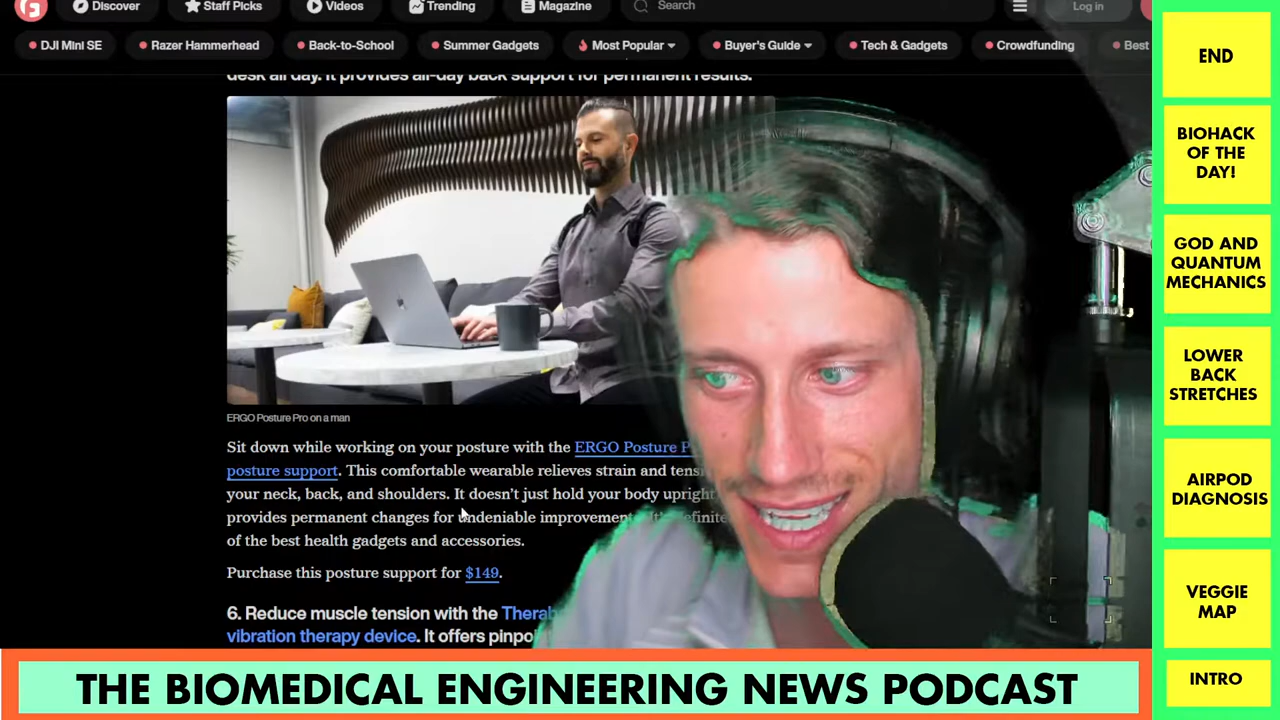 Discover
Staff Picks
Videos
Trending
Magazine
Search
Log in
DJI Mini SE
Razer Hammerhead
Back-to-School
Summer Gadgets
Most Popular
Buyer's Guide
Tech & Gadgets
Crowdfunding
Best
desk all day. It provides all-day back support for permanent results.
ERGO Posture Pro on a man
Sit down while working on your posture with the ERGO Posture P
posture support. This comfortable wearable relieves strain and tensi
your neck, back, and shoulders. It doesn't just hold your body upright
provides permanent changes for undeniable improvement
of the best health gadgets and accessories.
Purchase this posture support for $149.
6. Reduce muscle tension with the Therab
vibration therapy device. It offers pinpoi
END
BIOHACK
OF THE
DAY!
GOD AND
QUANTUM
MECHANICS
LOWER
BACK
STRETCHES
AIRPOD
DIAGNOSIS
VEGGIE
MAP
INTRO
THE BIOMEDICAL ENGINEERING NEWS PODCAST